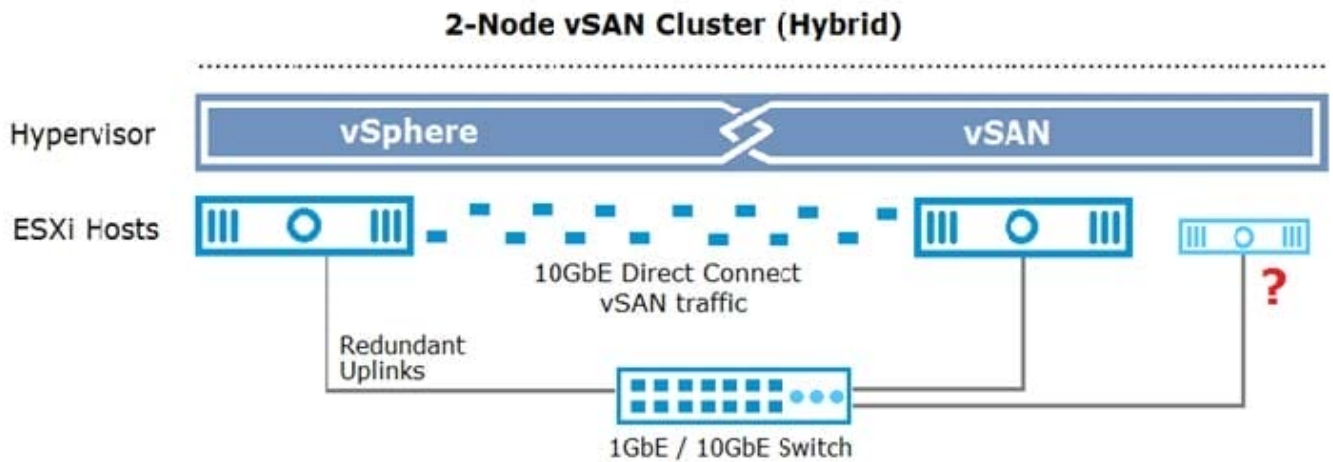 2-Node vSAN Cluster (Hybrid)
Hypervisor
vSphere
vSAN
ESXi Hosts
10GbE Direct Connect
vSAN traffic
?
Redundant
Uplinks
1GbE / 10GbE Switch